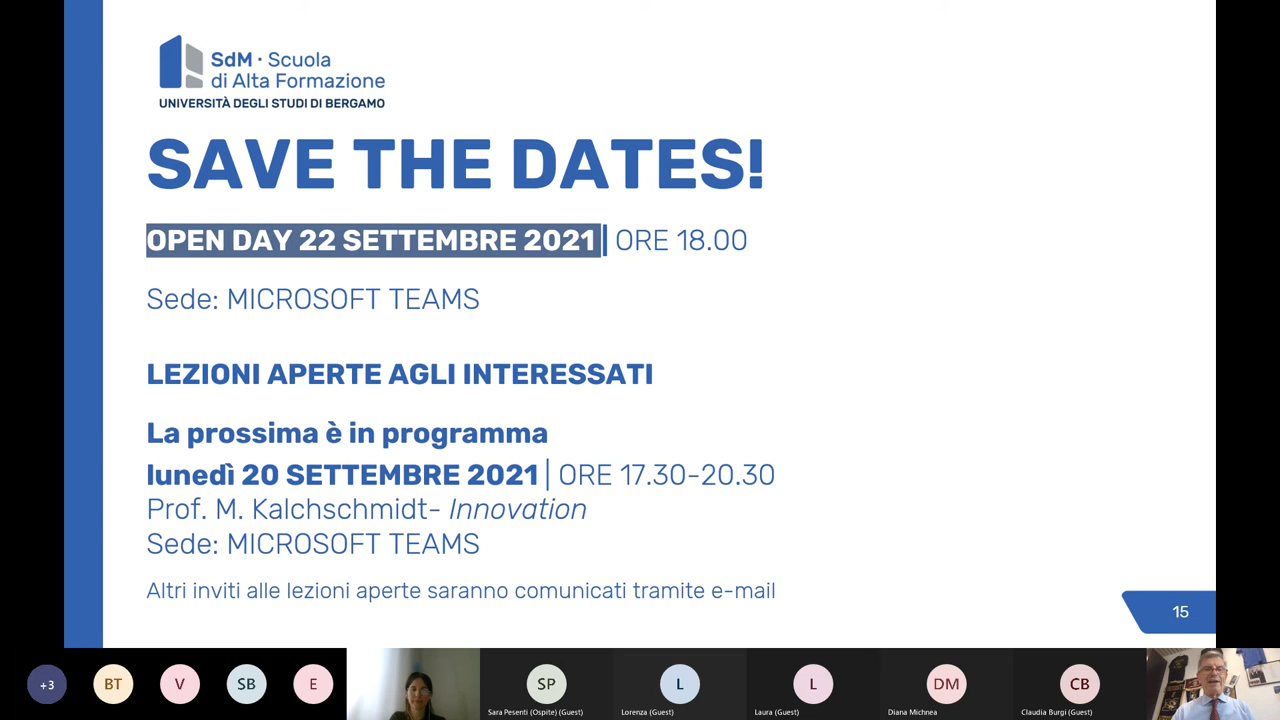 SdM · Scuola
di Alta Formazione
UNIVERSITÀ DEGLI STUDI DI BERGAMO
SAVE THE DATES!
OPEN DAY 22 SETTEMBRE 2021 | ORE 18.00
Sede: MICROSOFT TEAMS
LEZIONI APERTE AGLI INTERESSATI
La prossima è in programma
lunedì 20 SETTEMBRE 2021 | ORE 17.30-20.30
Prof. M. Kalchschmidt- Innovation
Sede: MICROSOFT TEAMS
Altri inviti alle lezioni aperte saranno comunicati tramite e-mail
15
+3 BT V SB E SP L L DM CB
Sara Pesenti (Ospite) (Guest) Lorenza (Guest) Laura (Guest) Diana Michnea Claudia Burgi (Guest)